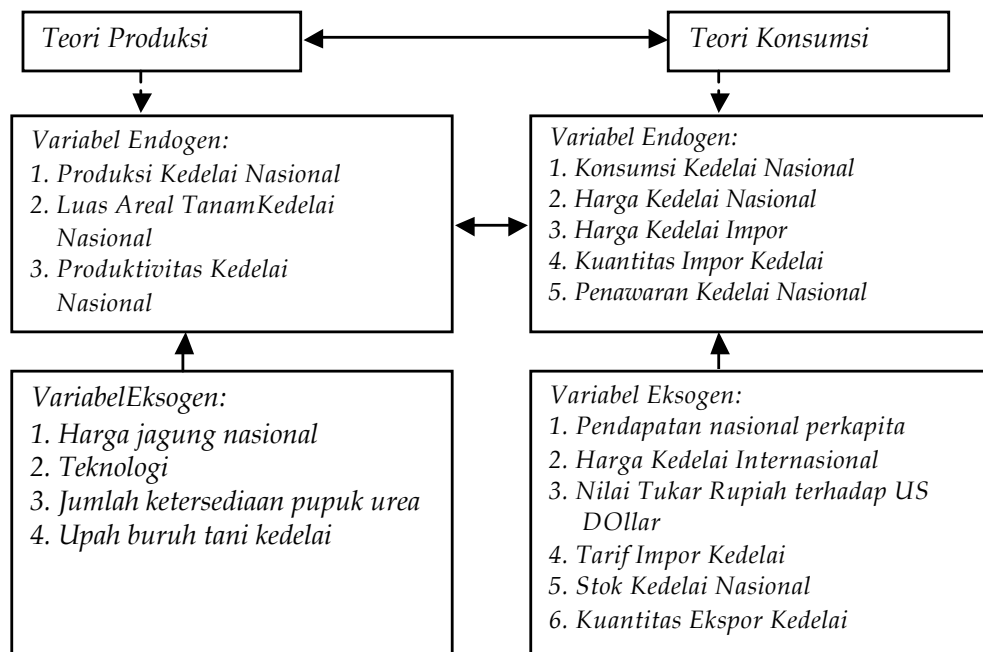 Teori Produksi
Teori Konsumsi
Variabel Endogen:
1. Produksi Kedelai Nasional
2. Luas Areal TanamKedelai
Nasional
3. Produktivitas Kedelai
Nasional
Variabel Endogen:
1. Konsumsi Kedelai Nasional
2. Harga Kedelai Nasional
3. Harga Kedelai Impor
4. Kuantitas Impor Kedelai
5. Penawaran Kedelai Nasional
VariabelEksogen:
1. Harga jagung nasional
2. Teknologi
3. Jumlah ketersediaan pupuk urea
4. Upah buruh tani kedelai
Variabel Eksogen:
1. Pendapatan nasional perkapita
2. Harga Kedelai Internasional
3. Nilai Tukar Rupiah terhadap US
DOllar
4. Tarif Impor Kedelai
5. Stok Kedelai Nasional
6. Kuantitas Ekspor Kedelai